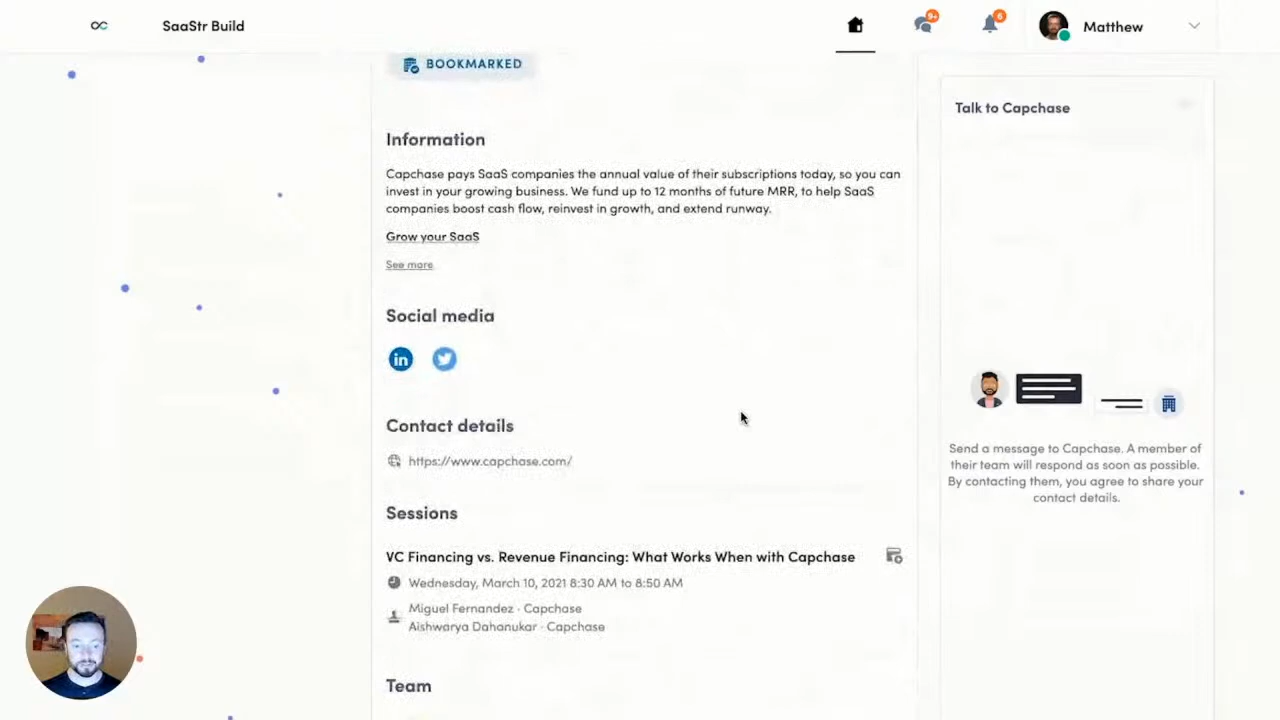 SaaStr Build
9+
6
Matthew
BOOKMARKED
Talk to Capchase
Information
Capchase pays SaaS companies the annual value of their subscriptions today, so you can
invest in your growing business. We fund up to 12 months of future MRR, to help SaaS
companies boost cash flow, reinvest in growth, and extend runway.
Grow your SaaS
See more
Social media
in
Contact details
https://www.capchase.com/
Send a message to Capchase. A member of
their team will respond as soon as possible.
By contacting them, you agree to share your
contact details.
Sessions
VC Financing vs. Revenue Financing: What Works When with Capchase
Wednesday, March 10, 2021 8:30 AM to 8:50 AM
Miguel Fernandez · Capchase
Aishwarya Dahanukar · Capchase
Team